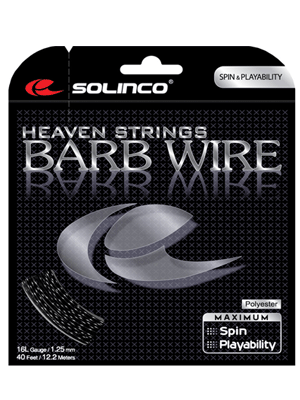 SOLINCO
SPIN & PLAYABILITY
HEAVEN STRINGS
BARB WIRE
Polyester
MAXIMUM
Spin
Playability
16L Gauge / 1.25 mm
40 Feet / 12.2 Meters